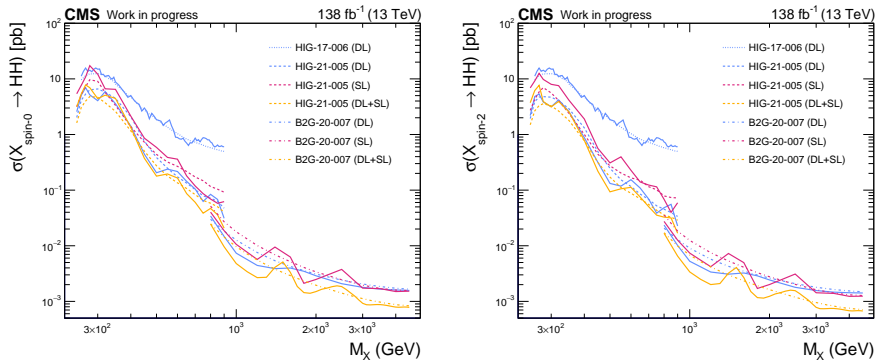 CMS Work in progress 138 fb⁻¹ (13 TeV)
σ(X_spin-0 → HH) [pb]
10²
10
1
10⁻¹
10⁻²
10⁻³
HIG-17-006 (DL)
HIG-21-005 (DL)
HIG-21-005 (SL)
HIG-21-005 (DL+SL)
B2G-20-007 (DL)
B2G-20-007 (SL)
B2G-20-007 (DL+SL)
3×10² 10³ 2×10³ 3×10³
M_X (GeV)
CMS Work in progress 138 fb⁻¹ (13 TeV)
σ(X_spin-2 → HH) [pb]
10²
10
1
10⁻¹
10⁻²
10⁻³
HIG-17-006 (DL)
HIG-21-005 (DL)
HIG-21-005 (SL)
HIG-21-005 (DL+SL)
B2G-20-007 (DL)
B2G-20-007 (SL)
B2G-20-007 (DL+SL)
3×10² 10³ 2×10³ 3×10³
M_X (GeV)